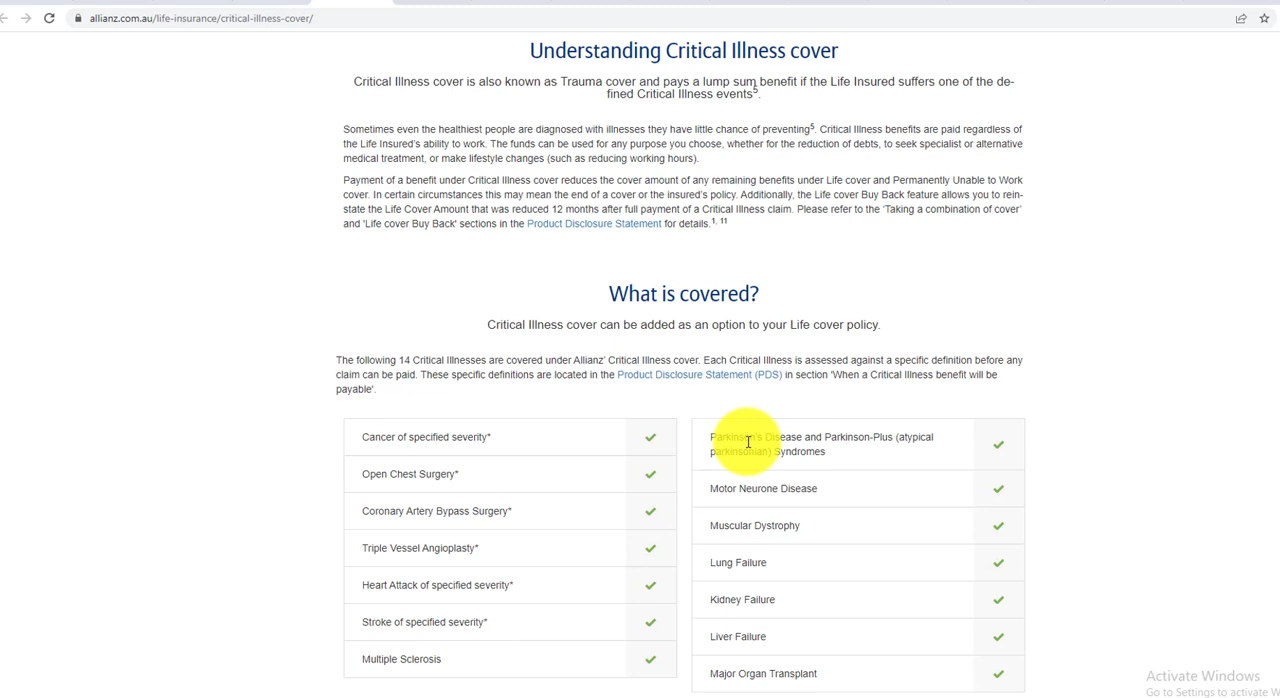 allianz.com.au/life-insurance/critical-illness-cover/
Understanding Critical Illness cover
Critical Illness cover is also known as Trauma cover and pays a lump sum benefit if the Life Insured suffers one of the de-
fined Critical Illness events⁵.
Sometimes even the healthiest people are diagnosed with illnesses they have little chance of preventing⁵. Critical Illness benefits are paid regardless of
the Life Insured's ability to work. The funds can be used for any purpose you choose, whether for the reduction of debts, to seek specialist or alternative
medical treatment, or make lifestyle changes (such as reducing working hours).
Payment of a benefit under Critical Illness cover reduces the cover amount of any remaining benefits under Life cover and Permanently Unable to Work
cover. In certain circumstances this may mean the end of a cover or the insured's policy. Additionally, the Life cover Buy Back feature allows you to rein-
state the Life Cover Amount that was reduced 12 months after full payment of a Critical Illness claim. Please refer to the 'Taking a combination of cover'
and 'Life cover Buy Back' sections in the Product Disclosure Statement for details.¹· ¹¹
What is covered?
Critical Illness cover can be added as an option to your Life cover policy.
The following 14 Critical Illnesses are covered under Allianz' Critical Illness cover. Each Critical Illness is assessed against a specific definition before any
claim can be paid. These specific definitions are located in the Product Disclosure Statement (PDS) in section 'When a Critical Illness benefit will be
payable'.
Cancer of specified severity*
Open Chest Surgery*
Coronary Artery Bypass Surgery*
Triple Vessel Angioplasty*
Heart Attack of specified severity*
Stroke of specified severity*
Multiple Sclerosis
Parkinson's Disease and Parkinson-Plus (atypical
parkinsonian) Syndromes
Motor Neurone Disease
Muscular Dystrophy
Lung Failure
Kidney Failure
Liver Failure
Major Organ Transplant
Activate Windows
Go to Settings to activate W